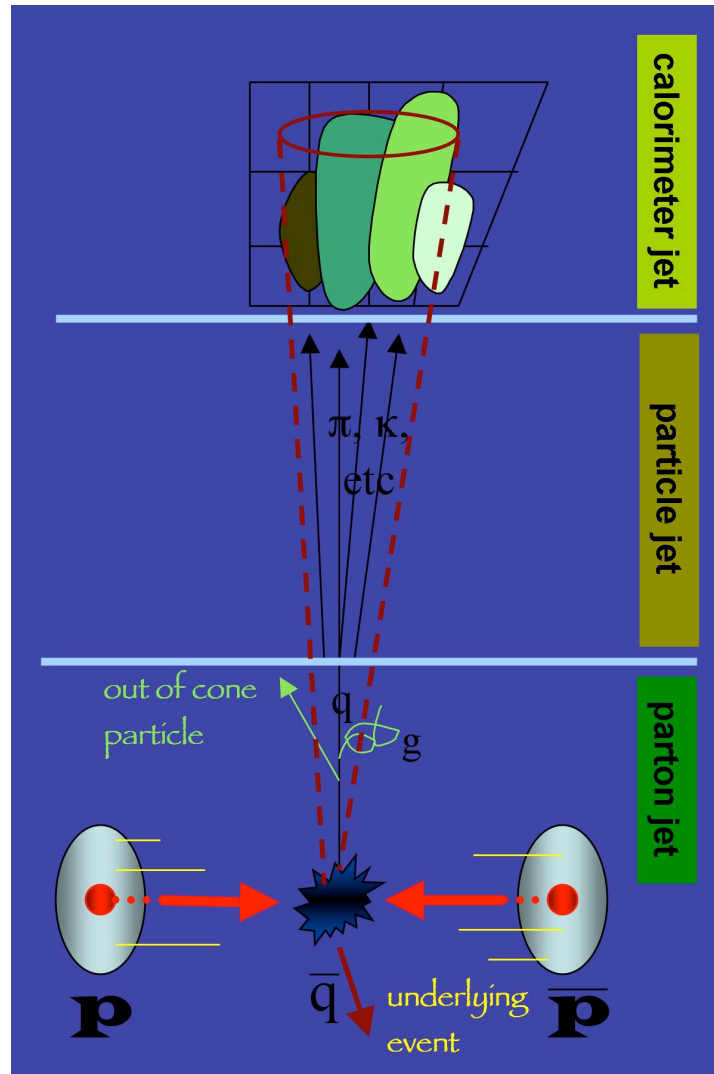 calorimeter jet
π, κ,
etc
particle jet
out of cone
particle
q
g
parton jet
p
q̅
underlying
event
p̅